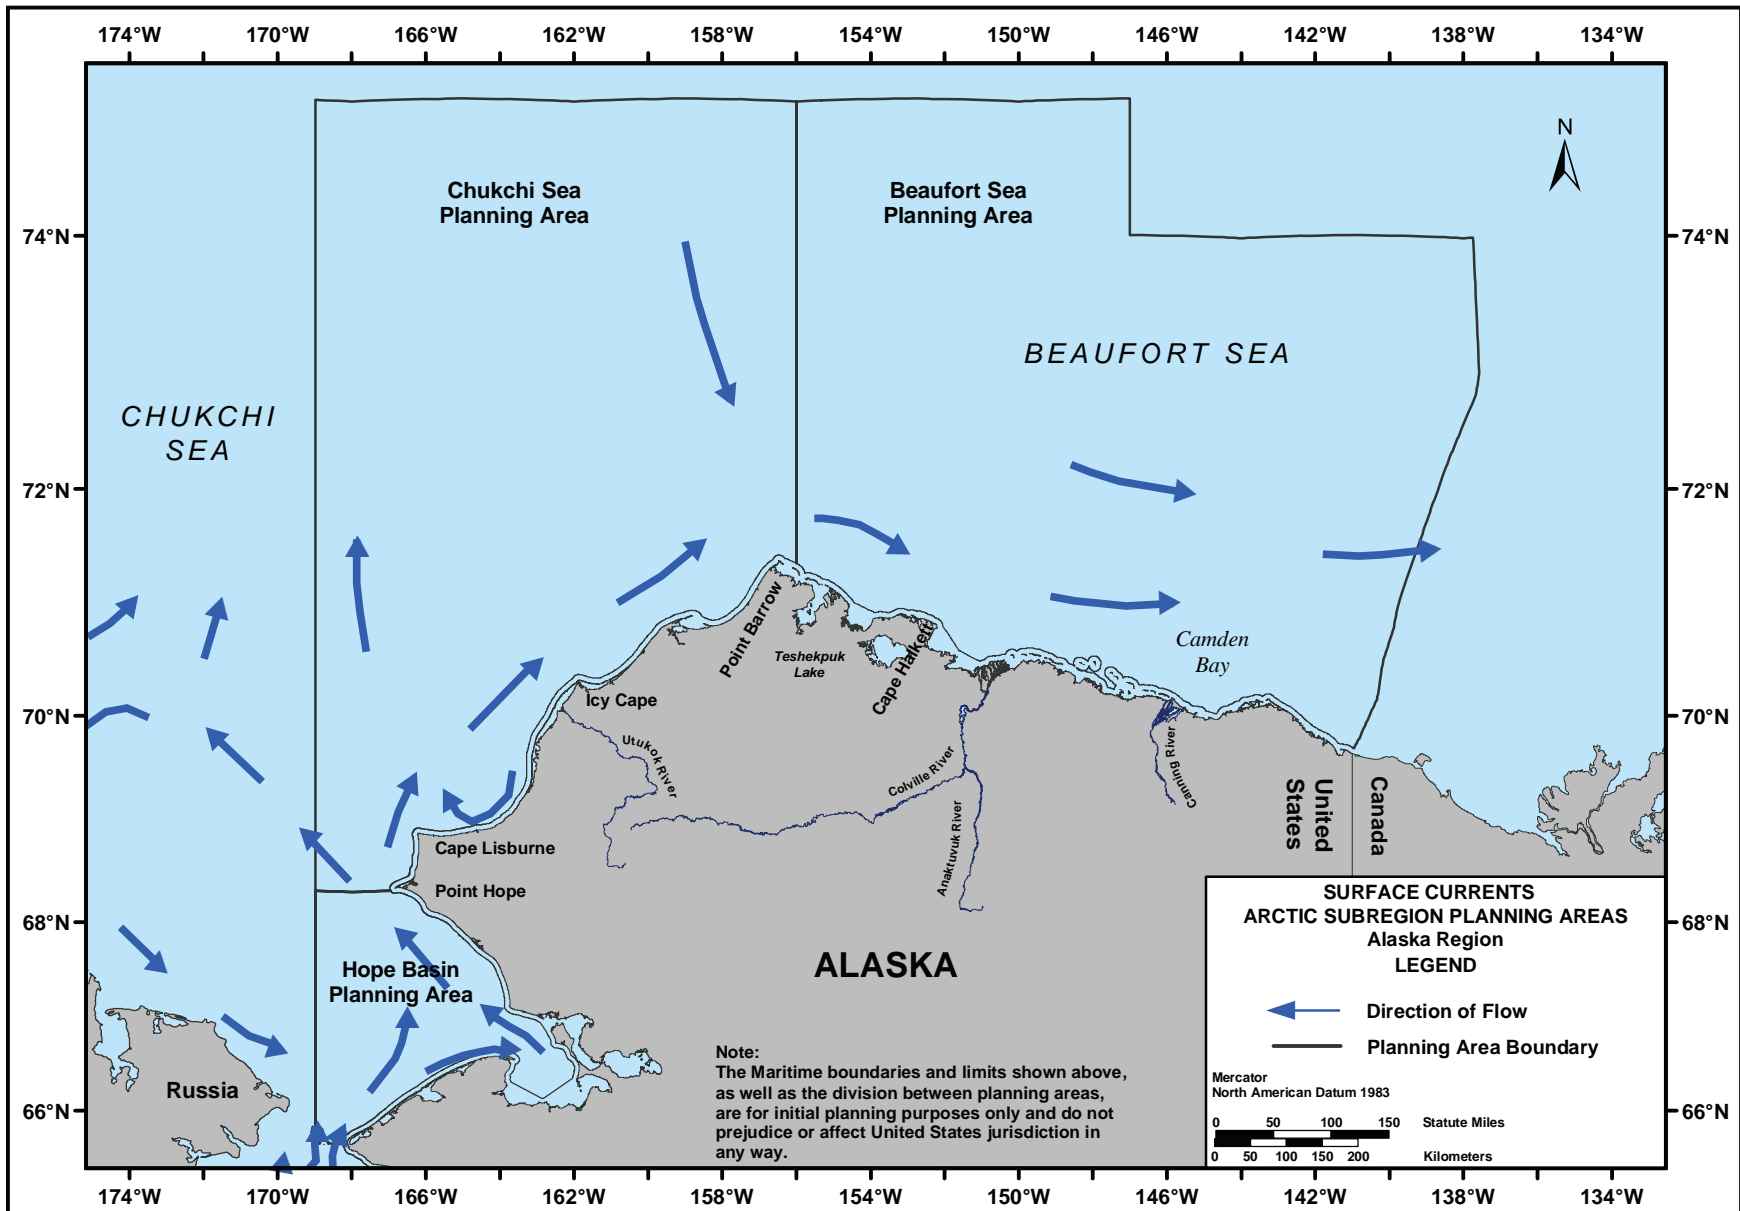 174°W 170°W 166°W 162°W 158°W 154°W 150°W 146°W 142°W 138°W 134°W
N
Chukchi Sea
Planning Area
Beaufort Sea
Planning Area
74°N 74°N
BEAUFORT SEA
CHUKCHI
SEA
72°N 72°N
Point Barrow
Teshekpuk
Lake
Cape Halkett
Camden
Bay
Icy Cape
70°N 70°N
Utukok River
Colville River
Canning River
Anaktuvuk River
United
States
Canada
Cape Lisburne
Point Hope
68°N 68°N
Hope Basin
Planning Area
ALASKA
Russia
66°N 66°N
Note:
The Maritime boundaries and limits shown above,
as well as the division between planning areas,
are for initial planning purposes only and do not
prejudice or affect United States jurisdiction in
any way.
SURFACE CURRENTS
ARCTIC SUBREGION PLANNING AREAS
Alaska Region
LEGEND
Direction of Flow
Planning Area Boundary
Mercator
North American Datum 1983
0 50 100 150 Statute Miles
0 50 100 150 200 Kilometers
174°W 170°W 166°W 162°W 158°W 154°W 150°W 146°W 142°W 138°W 134°W